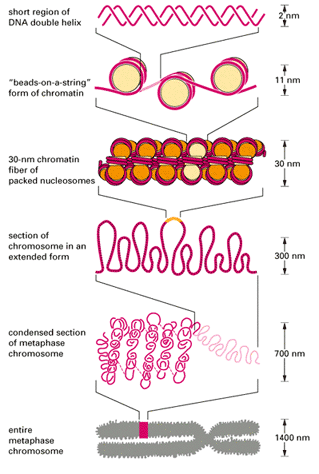 short region of
DNA double helix
2 nm
"beads-on-a-string"
form of chromatin
11 nm
30-nm chromatin
fiber of
packed nucleosomes
30 nm
section of
chromosome in an
extended form
300 nm
condensed section
of metaphase
chromosome
700 nm
entire
metaphase
chromosome
1400 nm